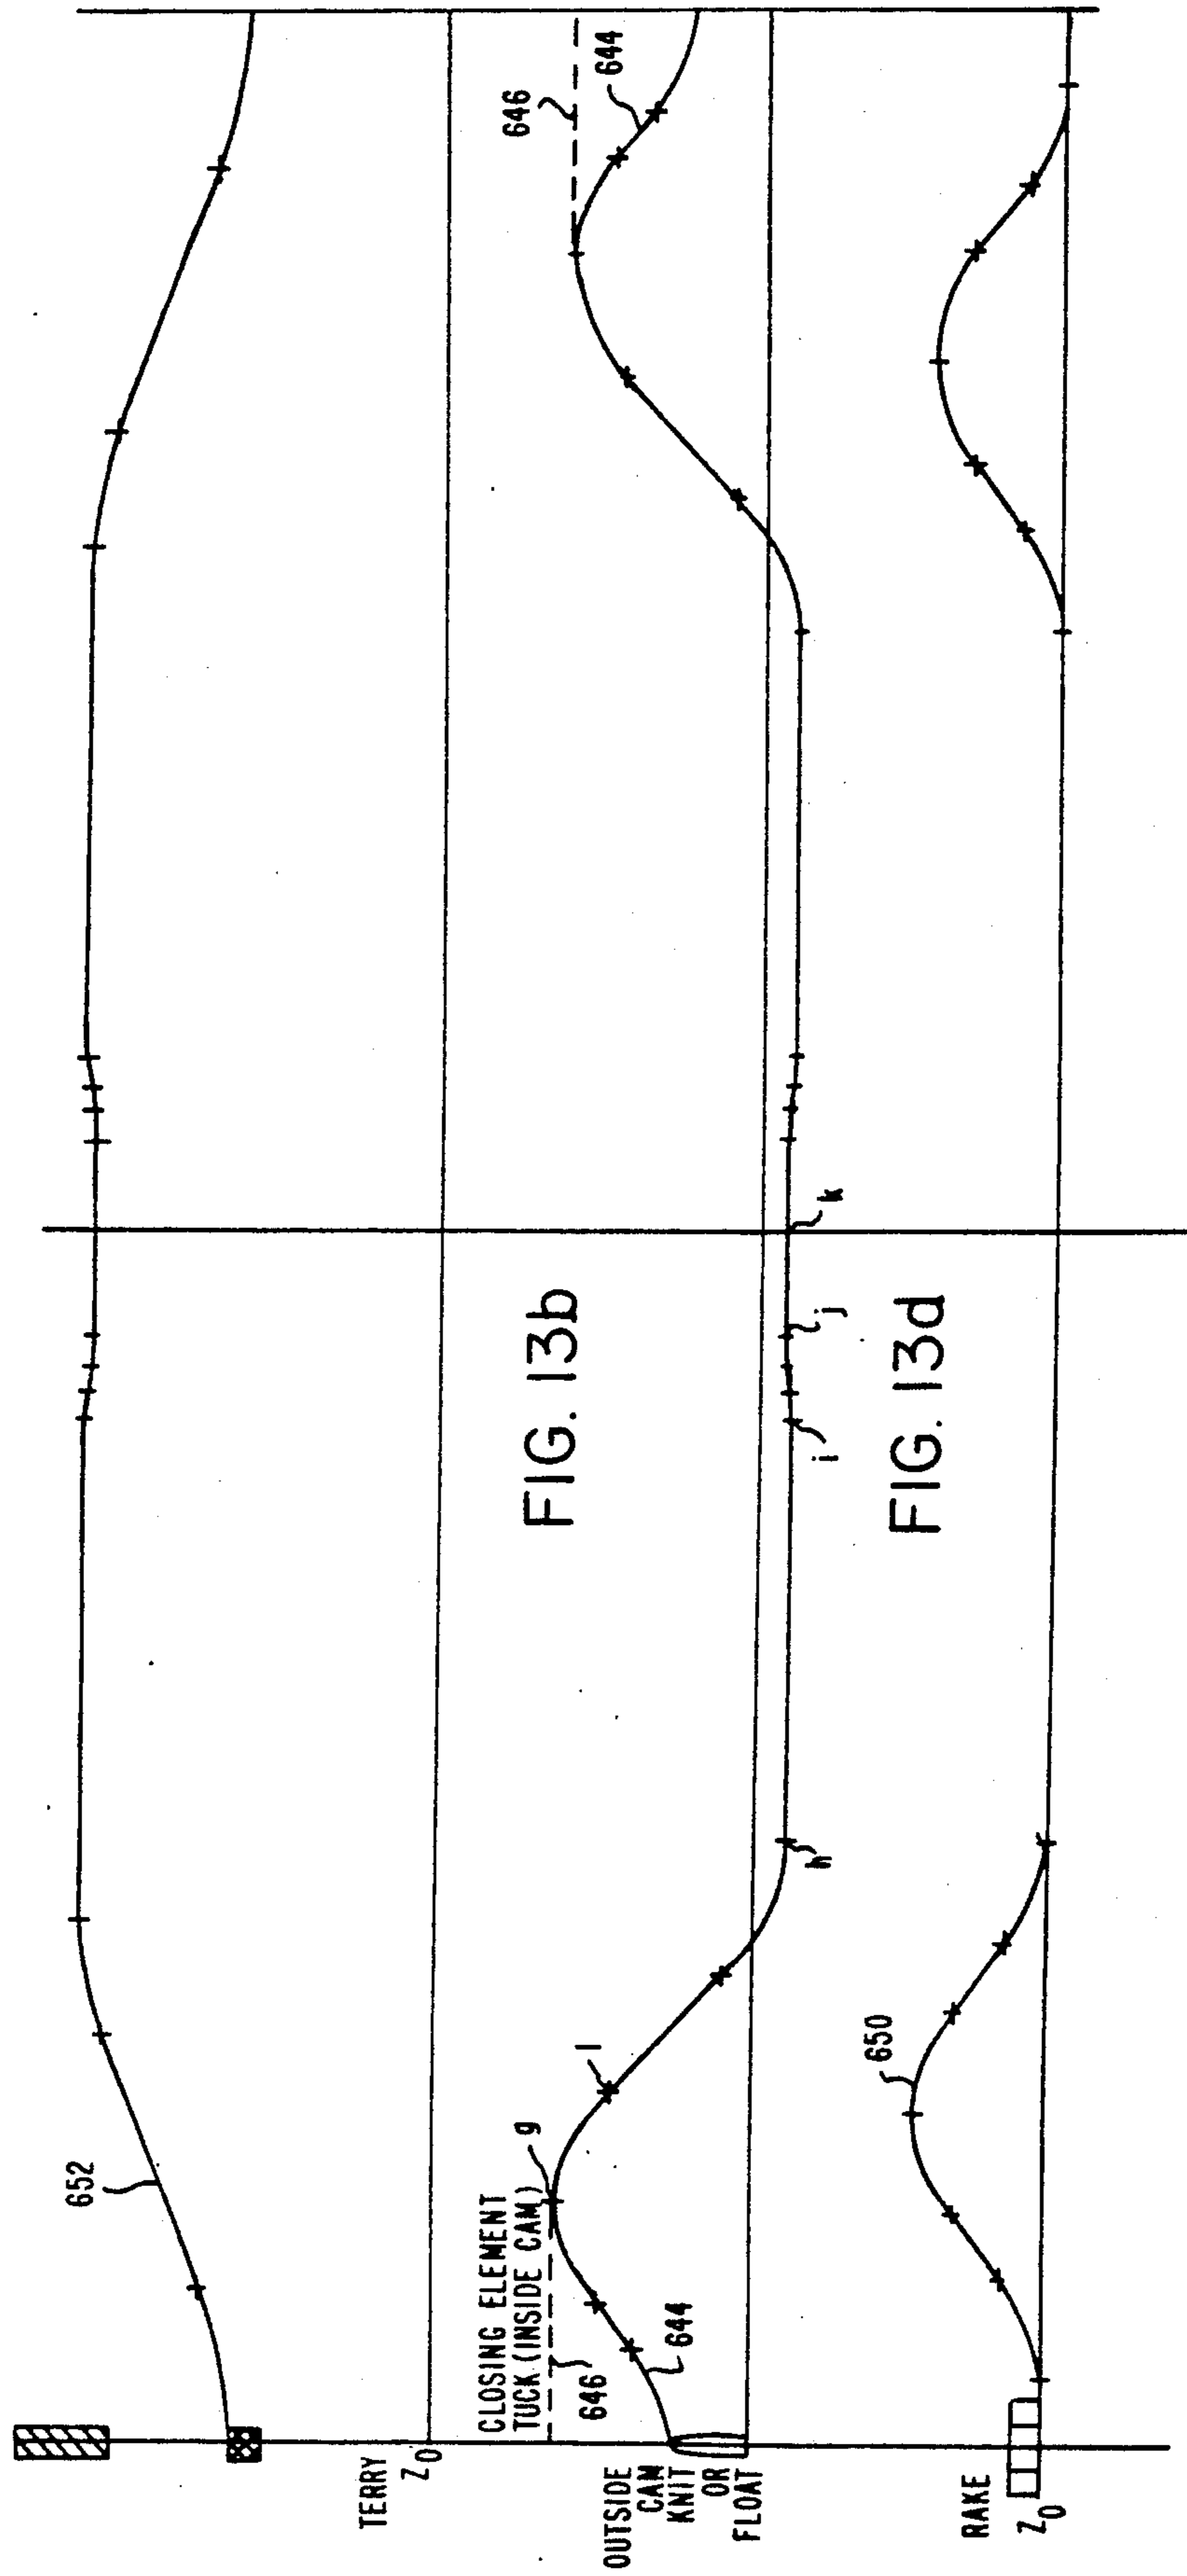 652
TERRY
Z0
FIG. 13b
CLOSING ELEMENT
TUCK (INSIDE CAM)
646
644
g
l
h
i
j
k
646
644
OUTSIDE
CAM
KNIT
OR
FLOAT
FIG. 13d
650
RAKE
Z0